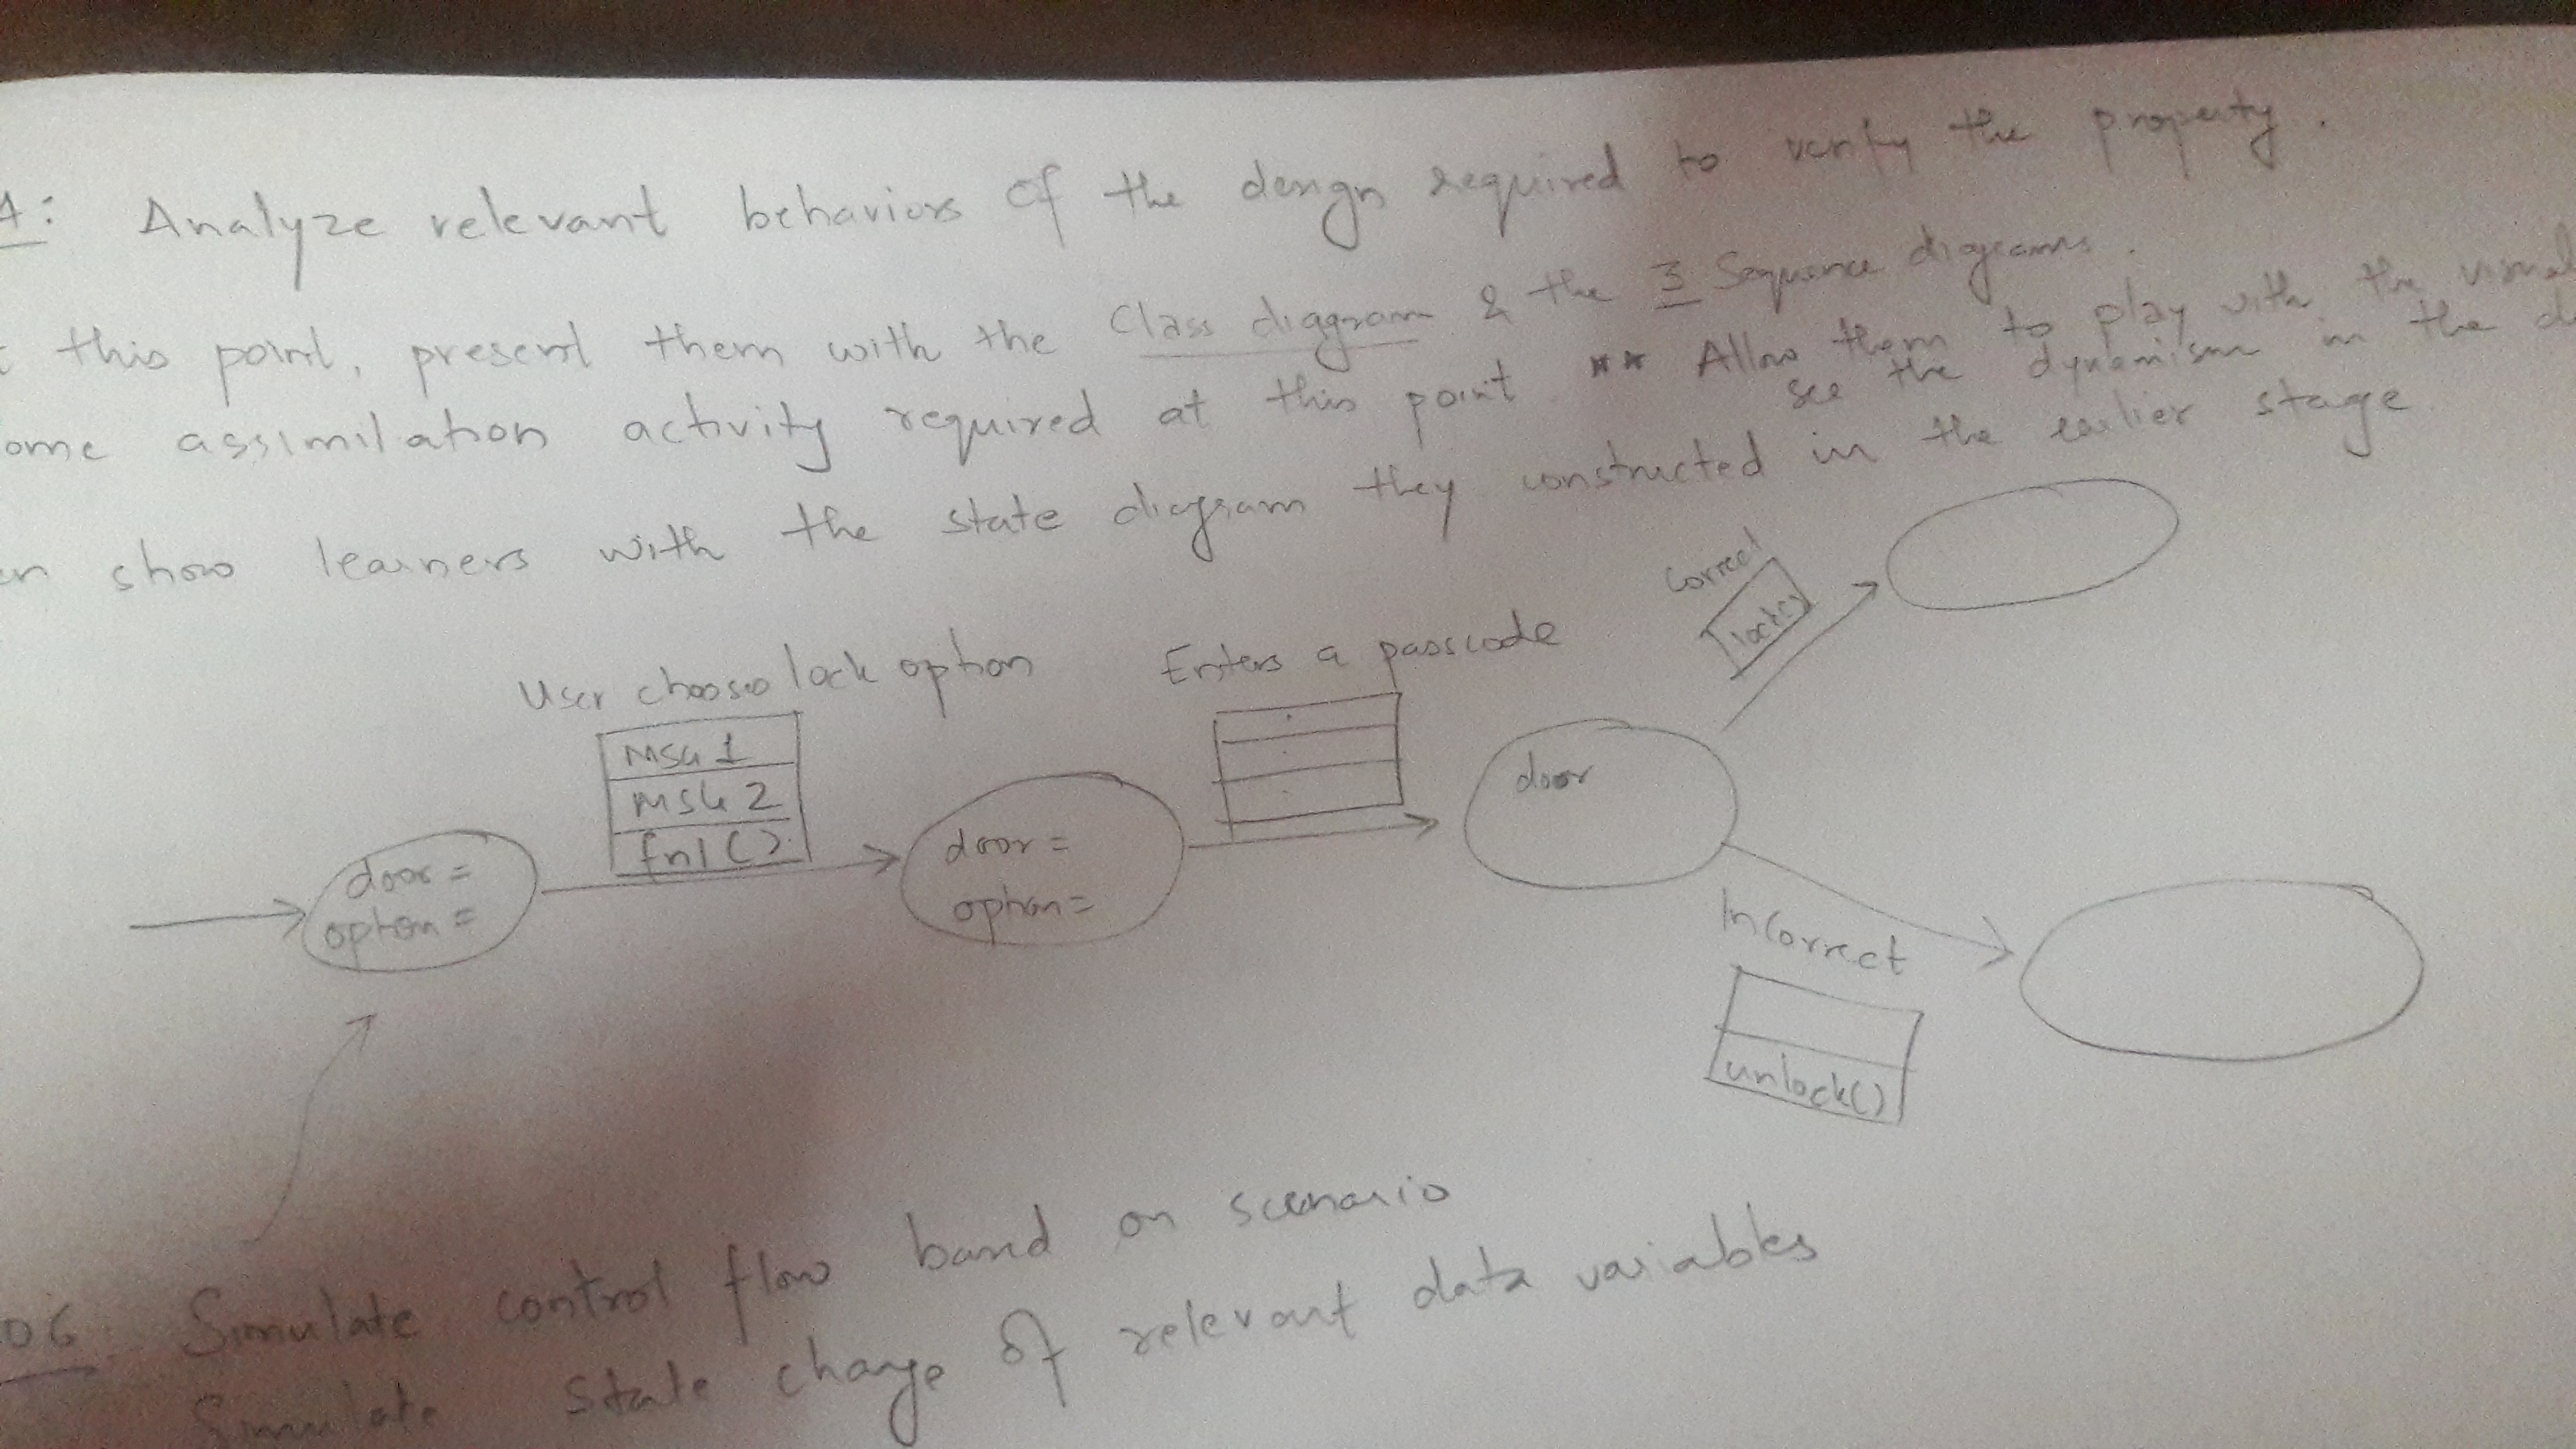 4: Analyze relevant behaviors of the design required to verify the property.
this point, present them with the Class diagram & the 3 Sequence diagrams.
ome assimilation activity required at this point ** Allow them to play with the visual
see the dynamism in the d
en show learners with the state diagram they constructed in the earlier stage
User chooses lock option
Enters a passcode
Correct
lock()
MSG 1
MSG 2
fn1()
door =
option =
door =
option =
door
Incorrect
unlock()
06: Simulate control flow based on scenario
Simulate state change of relevant data variables